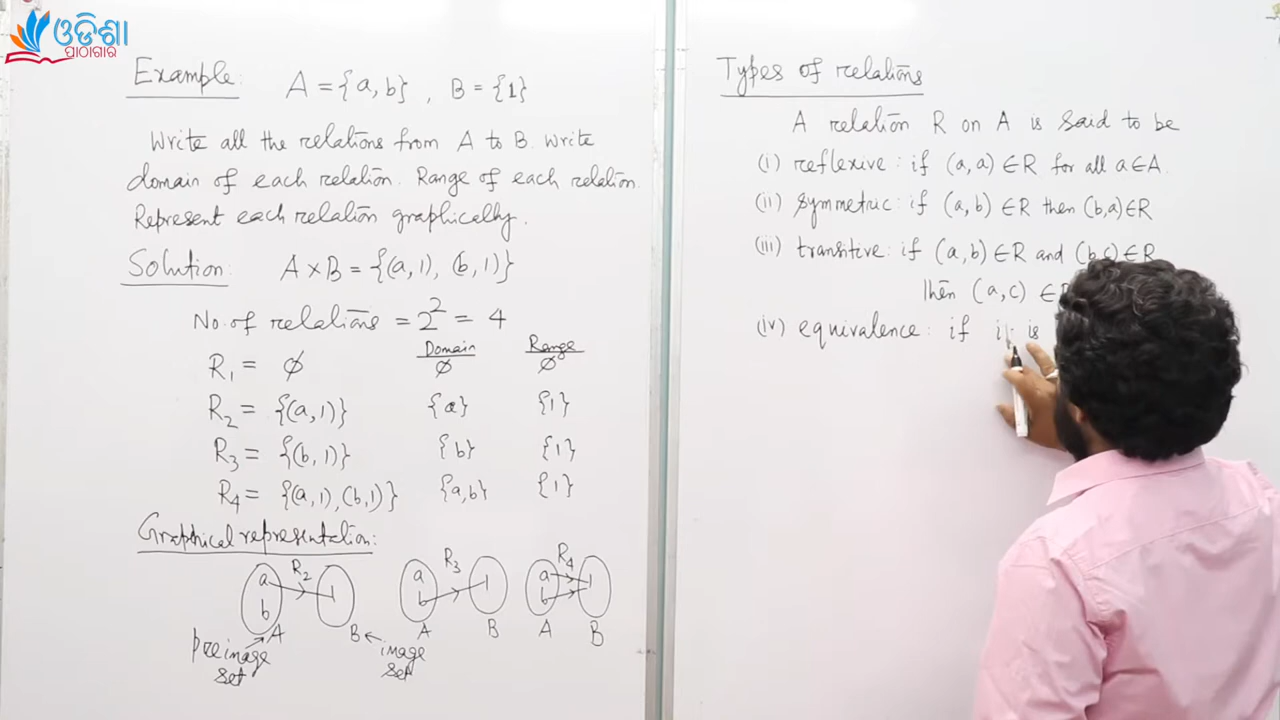 ଓଡିଶା
ପାଠାଗାର
Example:
A = {a, b} , B = {1}
Write all the relations from A to B. Write
domain of each relation. Range of each relation.
Represent each relation graphically.
Solution: A × B = {(a, 1), (b, 1)}
No. of relations = 2² = 4
Domain Range
R₁ = ϕ ϕ ϕ
R₂ = {(a, 1)} {a} {1}
R₃ = {(b, 1)} {b} {1}
R₄ = {(a, 1), (b, 1)} {a, b} {1}
Graphical representation:
R₂ R₃ R₄
a 1 a 1 a 1
b b b
A B A B A B
preimage set image set
Types of relations
A relation R on A is said to be
(i) reflexive: if (a, a) ∈ R for all a ∈ A.
(ii) symmetric: if (a, b) ∈ R then (b, a) ∈ R
(iii) transitive: if (a, b) ∈ R and (b, c) ∈ R
Then (a, c) ∈
(iv) equivalence: if is